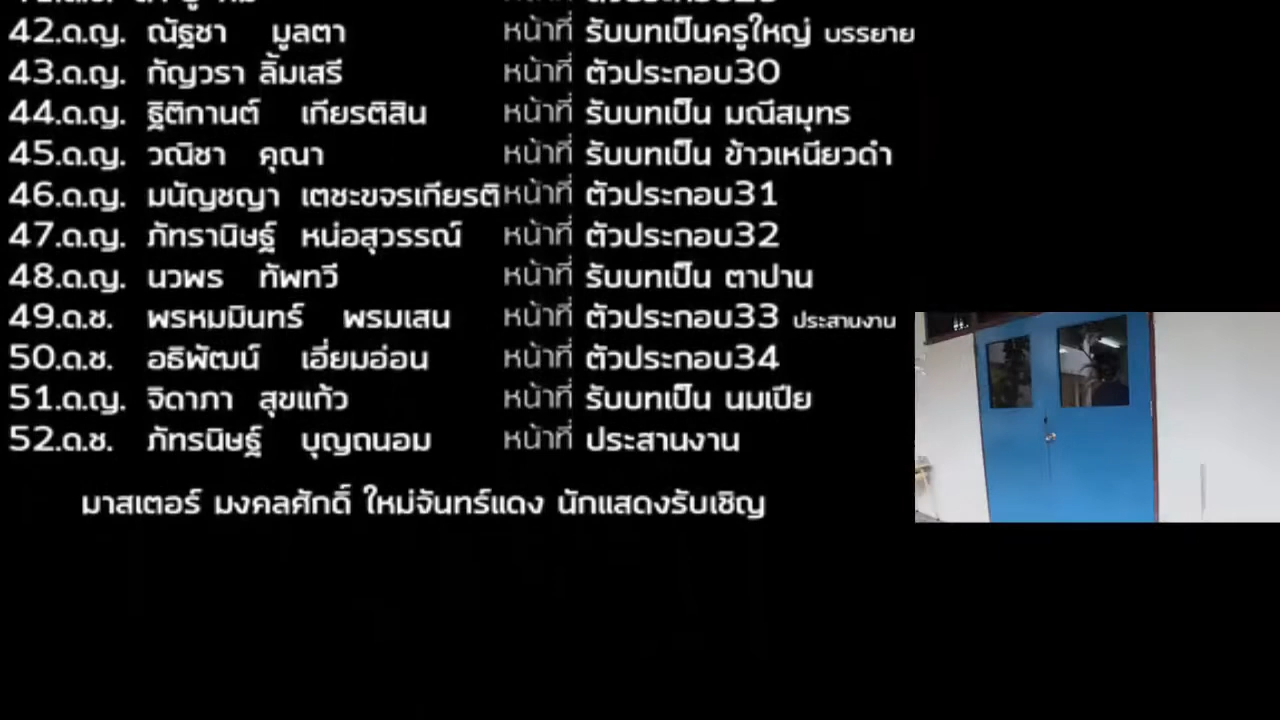 42.ด.ญ. ณัฐชา มูลตา หน้าที่ รับบทเป็นครูใหญ่ บรรยาย
43.ด.ญ. กัญวรา ลิ้มเสรี หน้าที่ ตัวประกอบ30
44.ด.ญ. ฐิติกานต์ เกียรติสิน หน้าที่ รับบทเป็น มณีสมุทร
45.ด.ญ. วณิชา คุณา หน้าที่ รับบทเป็น ข้าวเหนียวดำ
46.ด.ญ. มนัญชญา เตชะขจรเกียรติ หน้าที่ ตัวประกอบ31
47.ด.ญ. ภัทรานิษฐ์ หน่อสุวรรณ์ หน้าที่ ตัวประกอบ32
48.ด.ญ. นวพร ทัพทวี หน้าที่ รับบทเป็น ตาปาน
49.ด.ช. พรหมมินทร์ พรมเสน หน้าที่ ตัวประกอบ33 ประสานงาน
50.ด.ช. อธิพัฒน์ เอี่ยมอ่อน หน้าที่ ตัวประกอบ34
51.ด.ญ. จิดาภา สุขแก้ว หน้าที่ รับบทเป็น นมเปีย
52.ด.ช. ภัทรนิษฐ์ บุญถนอม หน้าที่ ประสานงาน
มาสเตอร์ มงคลศักดิ์ ใหม่จันทร์แดง นักแสดงรับเชิญ